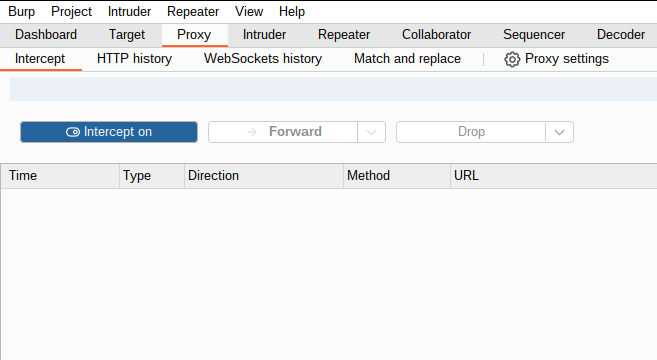 Burp Project Intruder Repeater View Help
Dashboard Target Proxy Intruder Repeater Collaborator Sequencer Decoder
Intercept HTTP history WebSockets history Match and replace Proxy settings
Intercept on Forward Drop
Time Type Direction Method URL